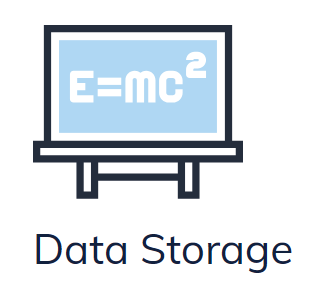 E=mc²
Data Storage